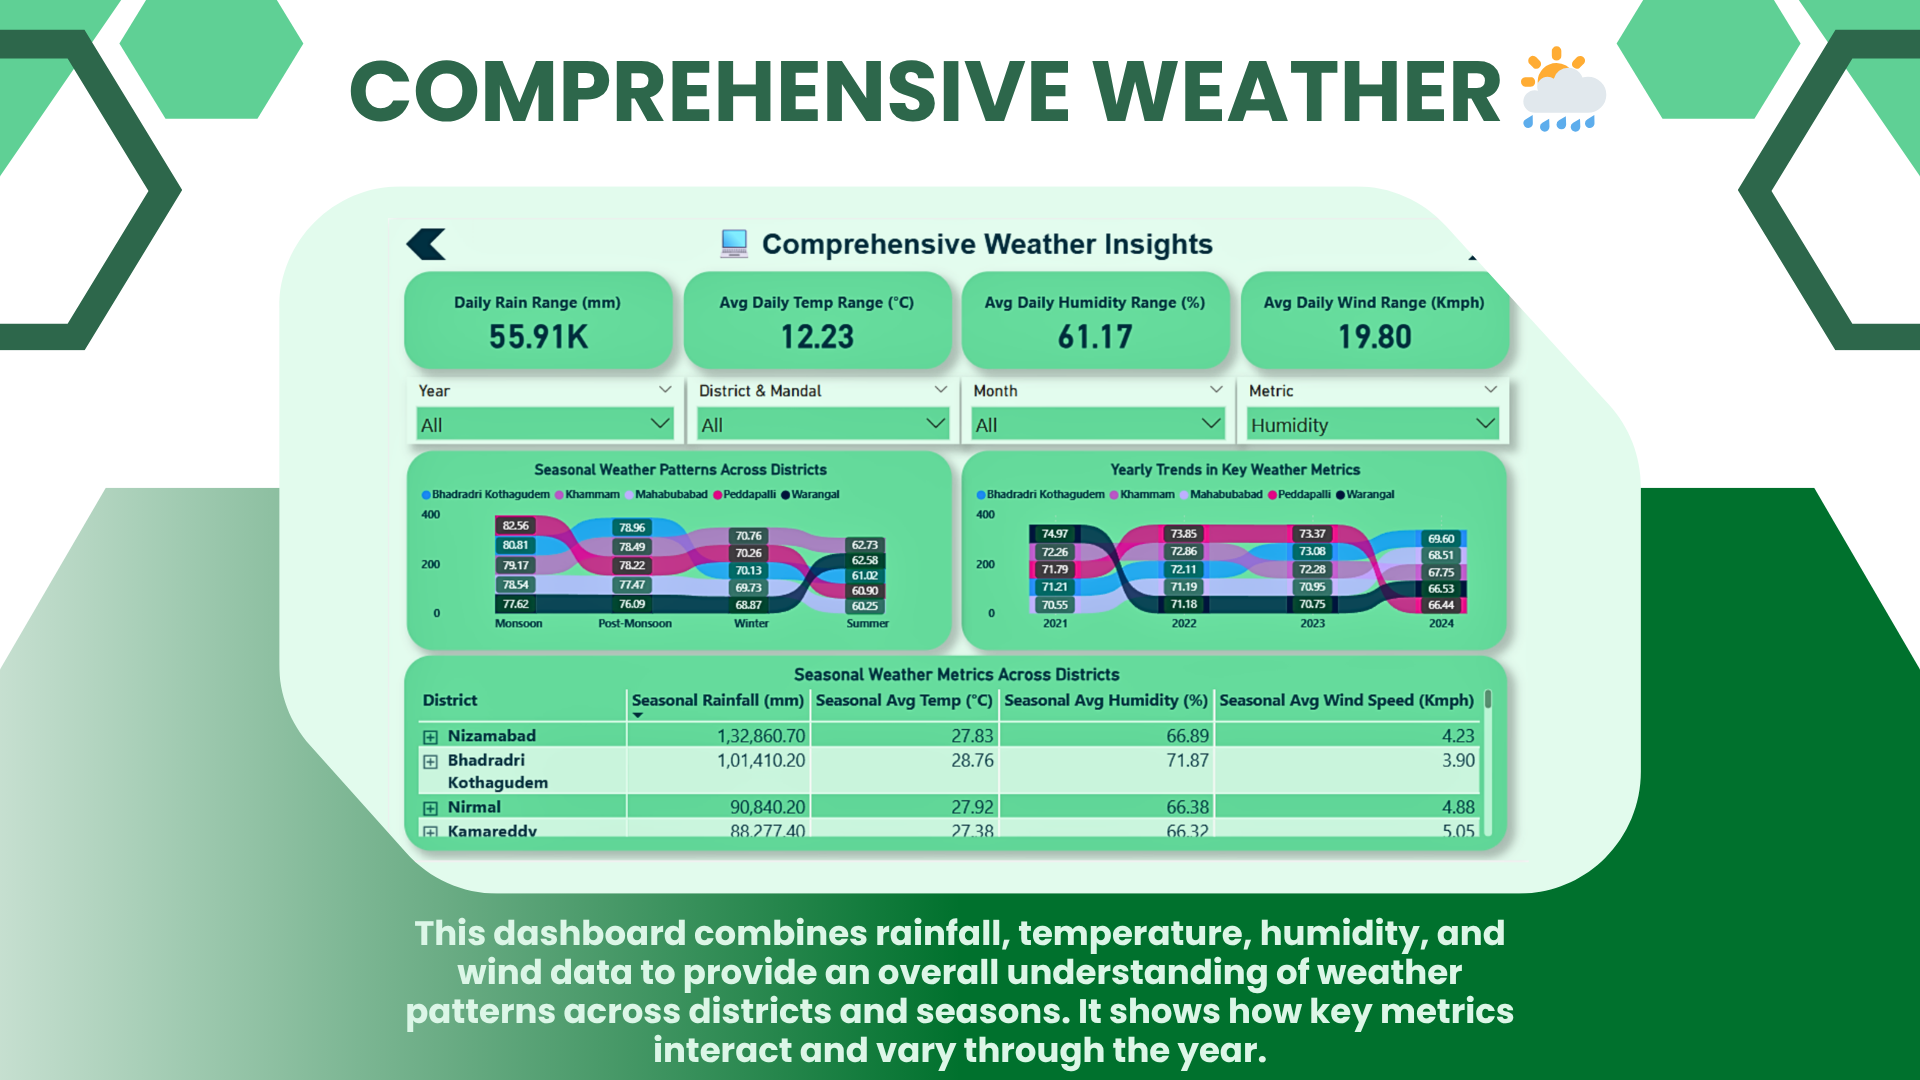 COMPREHENSIVE WEATHER
Comprehensive Weather Insights
Daily Rain Range (mm)
55.91K
Avg Daily Temp Range (°C)
12.23
Avg Daily Humidity Range (%)
61.17
Avg Daily Wind Range (Kmph)
19.80
Year
All
District & Mandal
All
Month
All
Metric
Humidity
Seasonal Weather Patterns Across Districts
Bhadradri Kothagudem Khammam Mahabubabad Peddapalli Warangal
400
200
0
82.56
80.81
79.17
78.54
77.62
78.96
78.49
78.22
77.47
76.09
70.76
70.26
70.13
69.73
68.87
62.73
62.58
61.02
60.90
60.25
Monsoon Post-Monsoon Winter Summer
Yearly Trends in Key Weather Metrics
Bhadradri Kothagudem Khammam Mahabubabad Peddapalli Warangal
400
200
0
74.97
72.26
71.79
71.21
70.55
73.85
72.86
72.11
71.19
71.18
73.37
73.08
72.28
70.95
70.75
69.60
68.51
67.75
66.53
66.44
2021 2022 2023 2024
Seasonal Weather Metrics Across Districts
District Seasonal Rainfall (mm) Seasonal Avg Temp (°C) Seasonal Avg Humidity (%) Seasonal Avg Wind Speed (Kmph)
Nizamabad 1,32,860.70 27.83 66.89 4.23
Bhadradri 1,01,410.20 28.76 71.87 3.90
Kothagudem
Nirmal 90,840.20 27.92 66.38 4.88
Kamareddy 88,277.40 27.38 66.32 5.05
This dashboard combines rainfall, temperature, humidity, and
wind data to provide an overall understanding of weather
patterns across districts and seasons. It shows how key metrics
interact and vary through the year.